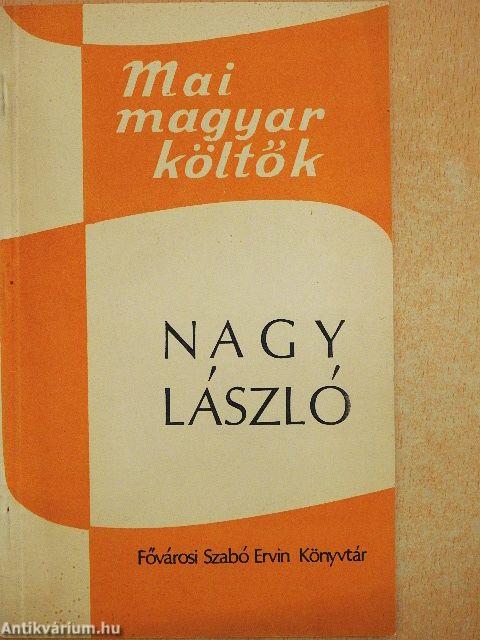 Mai
magyar
költők
NAGY
LÁSZLÓ
Fővárosi Szabó Ervin Könyvtár
Antikvárium.hu